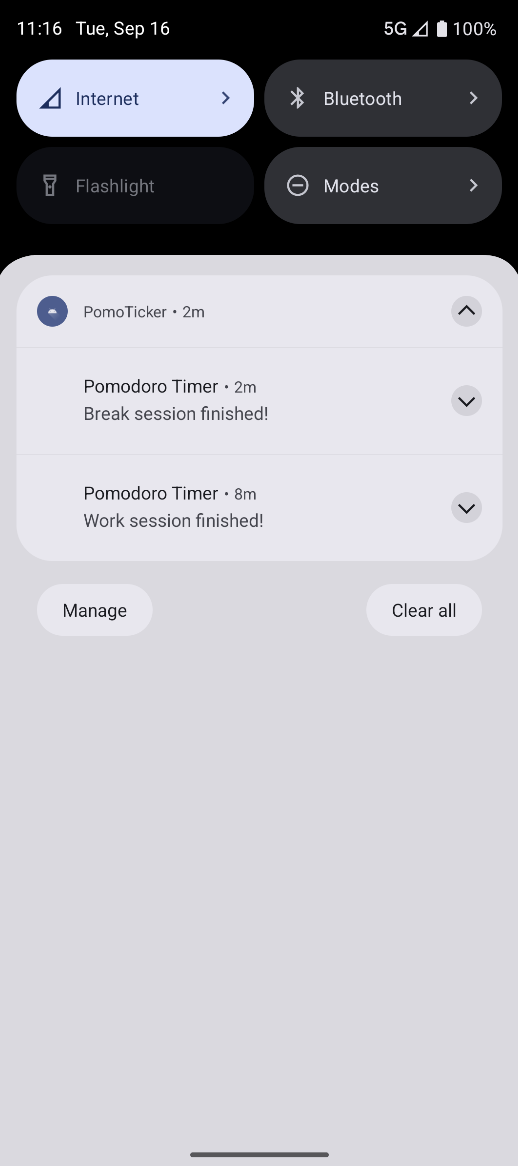 11:16 Tue, Sep 16 5G 100%
Internet Bluetooth
Flashlight Modes
PomoTicker • 2m
Pomodoro Timer • 2m
Break session finished!
Pomodoro Timer • 8m
Work session finished!
Manage Clear all